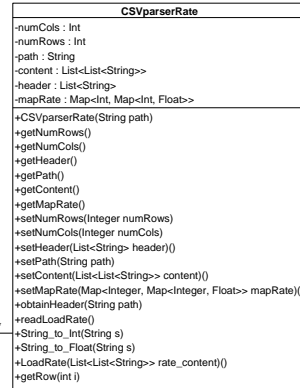 CSVparserRate
-numCols : Int
-numRows : Int
-path : String
-content : List<List<String>>
-header : List<String>
-mapRate : Map<Int, Map<Int, Float>>
+CSVparserRate(String path)
+getNumRows()
+getNumCols()
+getHeader()
+getPath()
+getContent()
+getMapRate()
+setNumRows(Integer numRows)
+setNumCols(Integer numCols)
+setHeader(List<String> header)()
+setPath(String path)
+setContent(List<List<String>> content)()
+setMapRate(Map<Integer, Map<Integer, Float>> mapRate)()
+obtainHeader(String path)
+readLoadRate()
+String_to_Int(String s)
+String_to_Float(String s)
+LoadRate(List<List<String>> rate_content)()
+getRow(int i)